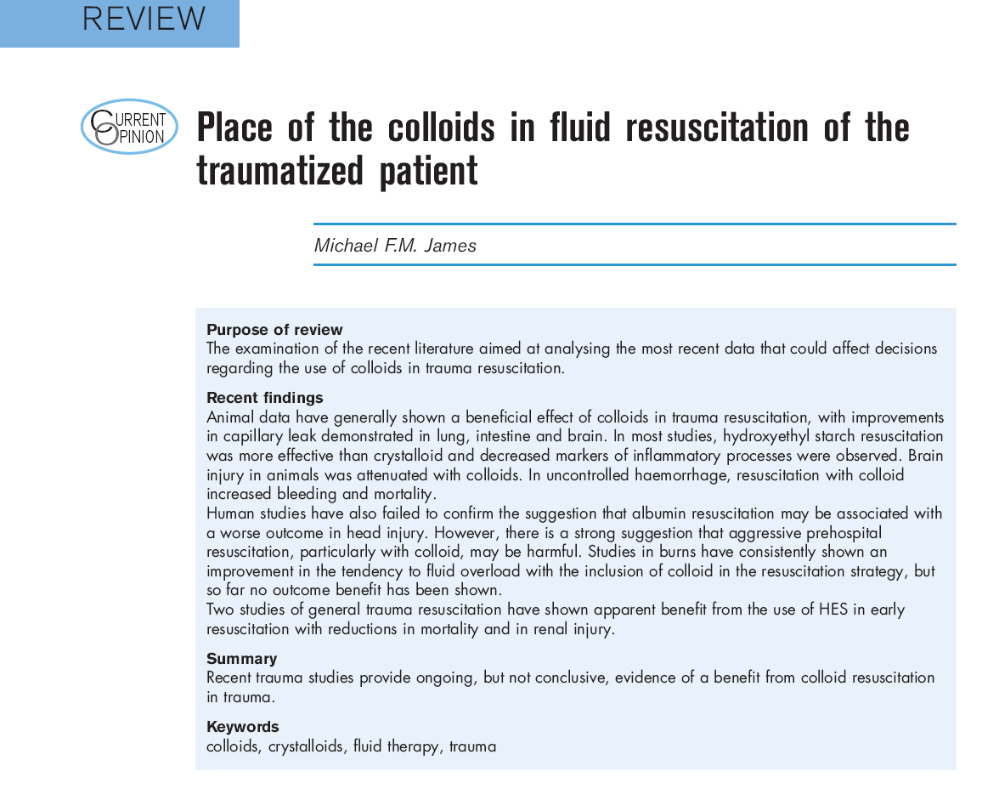 REVIEW
CURRENT
OPINION
Place of the colloids in fluid resuscitation of the
traumatized patient
Michael F.M. James
Purpose of review
The examination of the recent literature aimed at analysing the most recent data that could affect decisions
regarding the use of colloids in trauma resuscitation.
Recent findings
Animal data have generally shown a beneficial effect of colloids in trauma resuscitation, with improvements
in capillary leak demonstrated in lung, intestine and brain. In most studies, hydroxyethyl starch resuscitation
was more effective than crystalloid and decreased markers of inflammatory processes were observed. Brain
injury in animals was attenuated with colloids. In uncontrolled haemorrhage, resuscitation with colloid
increased bleeding and mortality.
Human studies have also failed to confirm the suggestion that albumin resuscitation may be associated with
a worse outcome in head injury. However, there is a strong suggestion that aggressive prehospital
resuscitation, particularly with colloid, may be harmful. Studies in burns have consistently shown an
improvement in the tendency to fluid overload with the inclusion of colloid in the resuscitation strategy, but
so far no outcome benefit has been shown.
Two studies of general trauma resuscitation have shown apparent benefit from the use of HES in early
resuscitation with reductions in mortality and in renal injury.
Summary
Recent trauma studies provide ongoing, but not conclusive, evidence of a benefit from colloid resuscitation
in trauma.
Keywords
colloids, crystalloids, fluid therapy, trauma